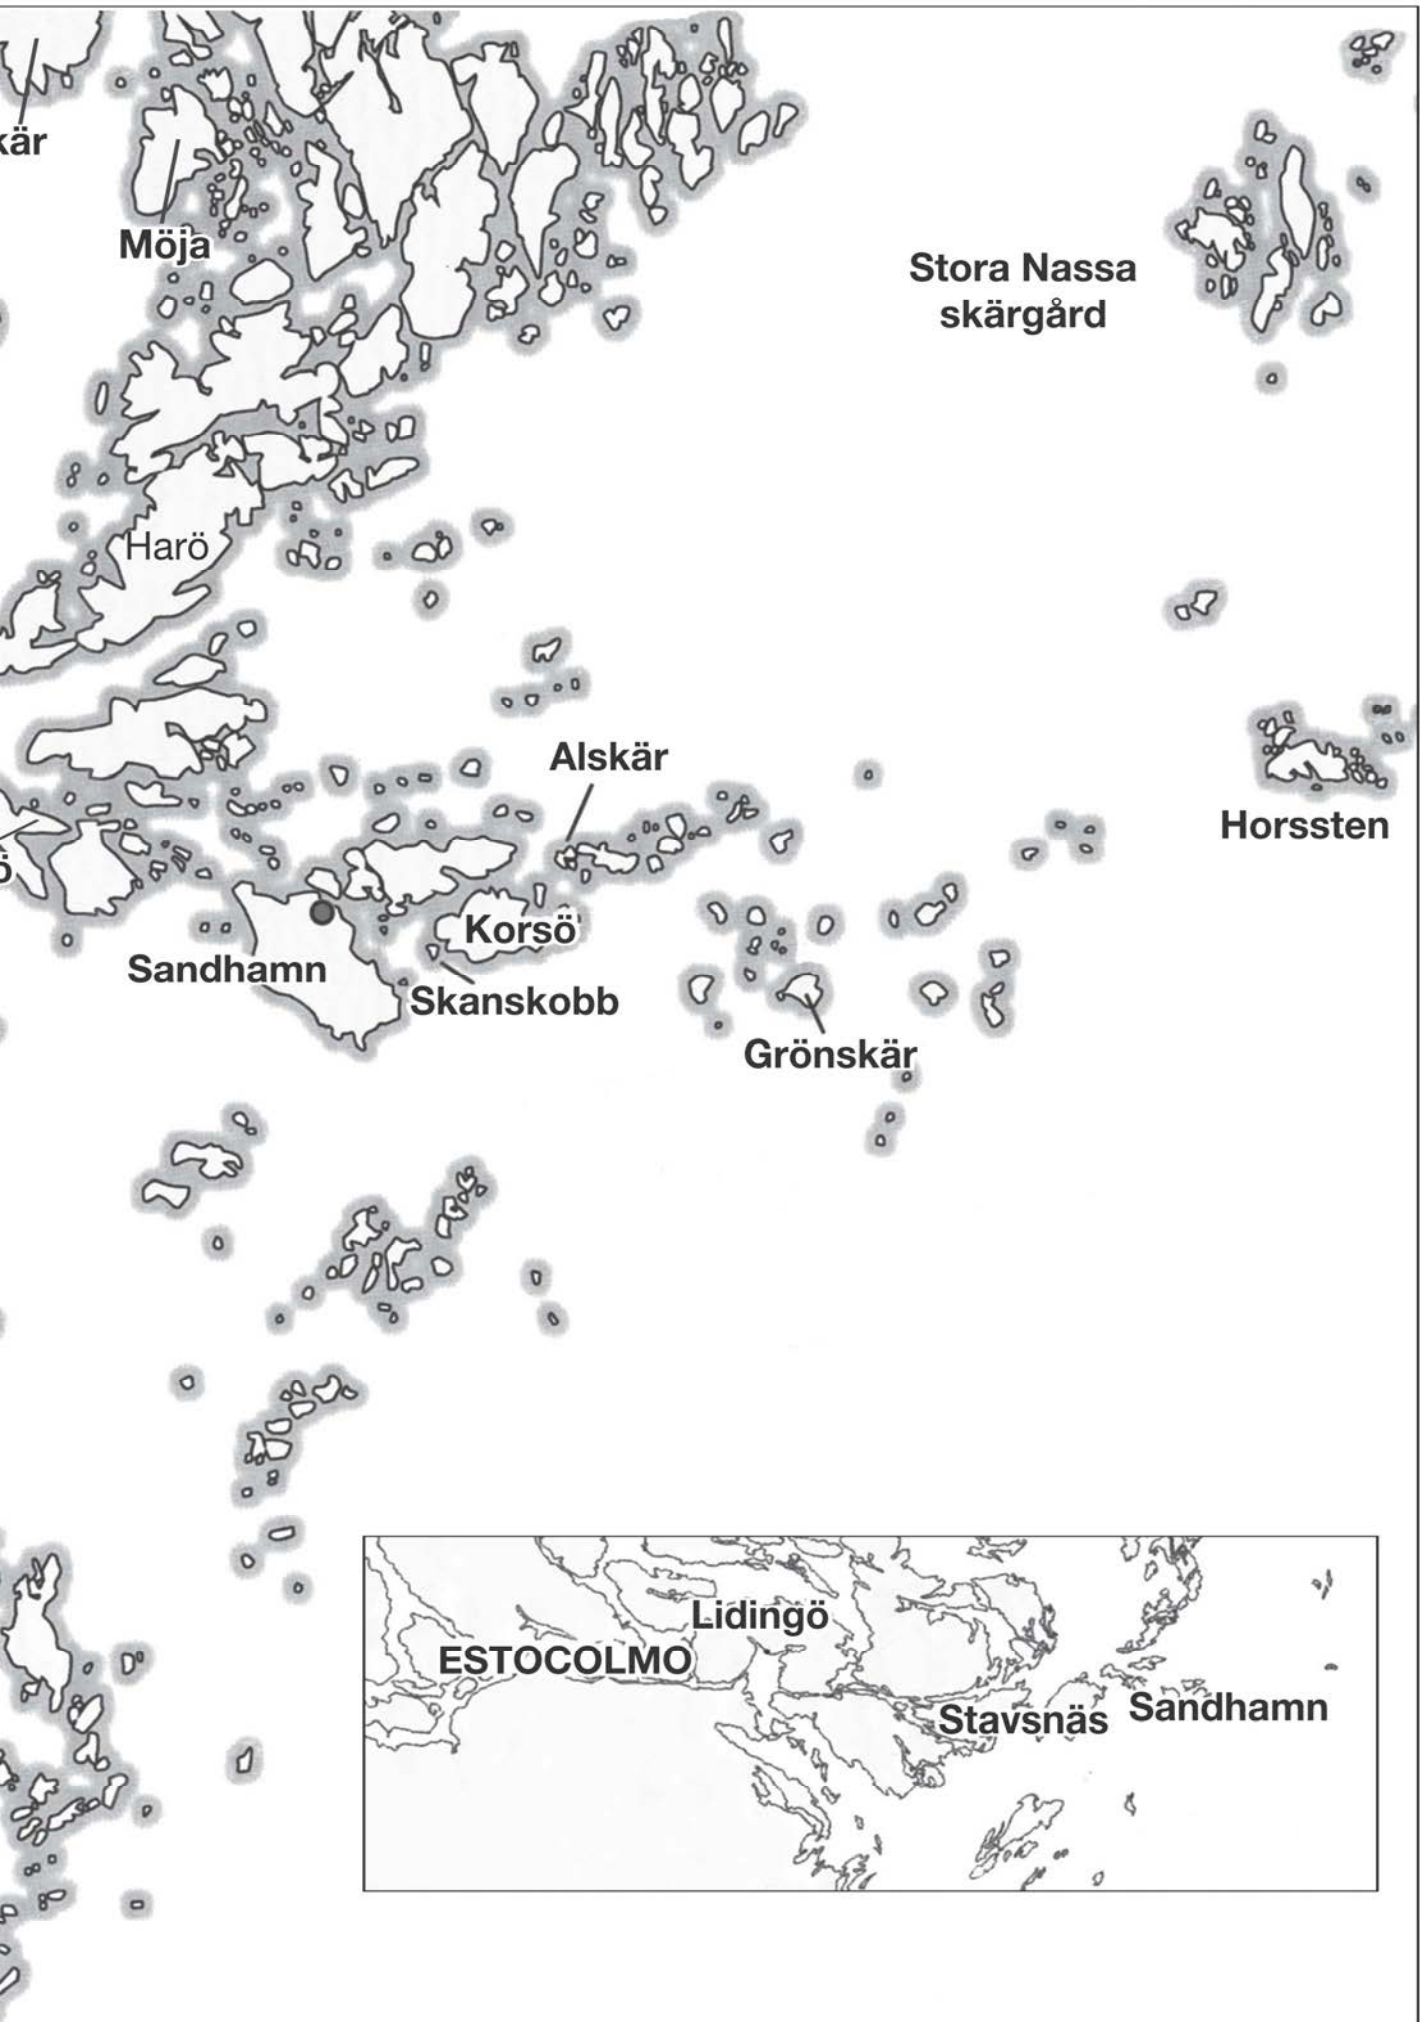 kär
Möja
Stora Nassa
skärgård
Harö
Alskär
Horssten
ö
Korsö
Sandhamn
Skanskobb
Grönskär
Lidingö
ESTOCOLMO
Sandhamn
Stavsnäs